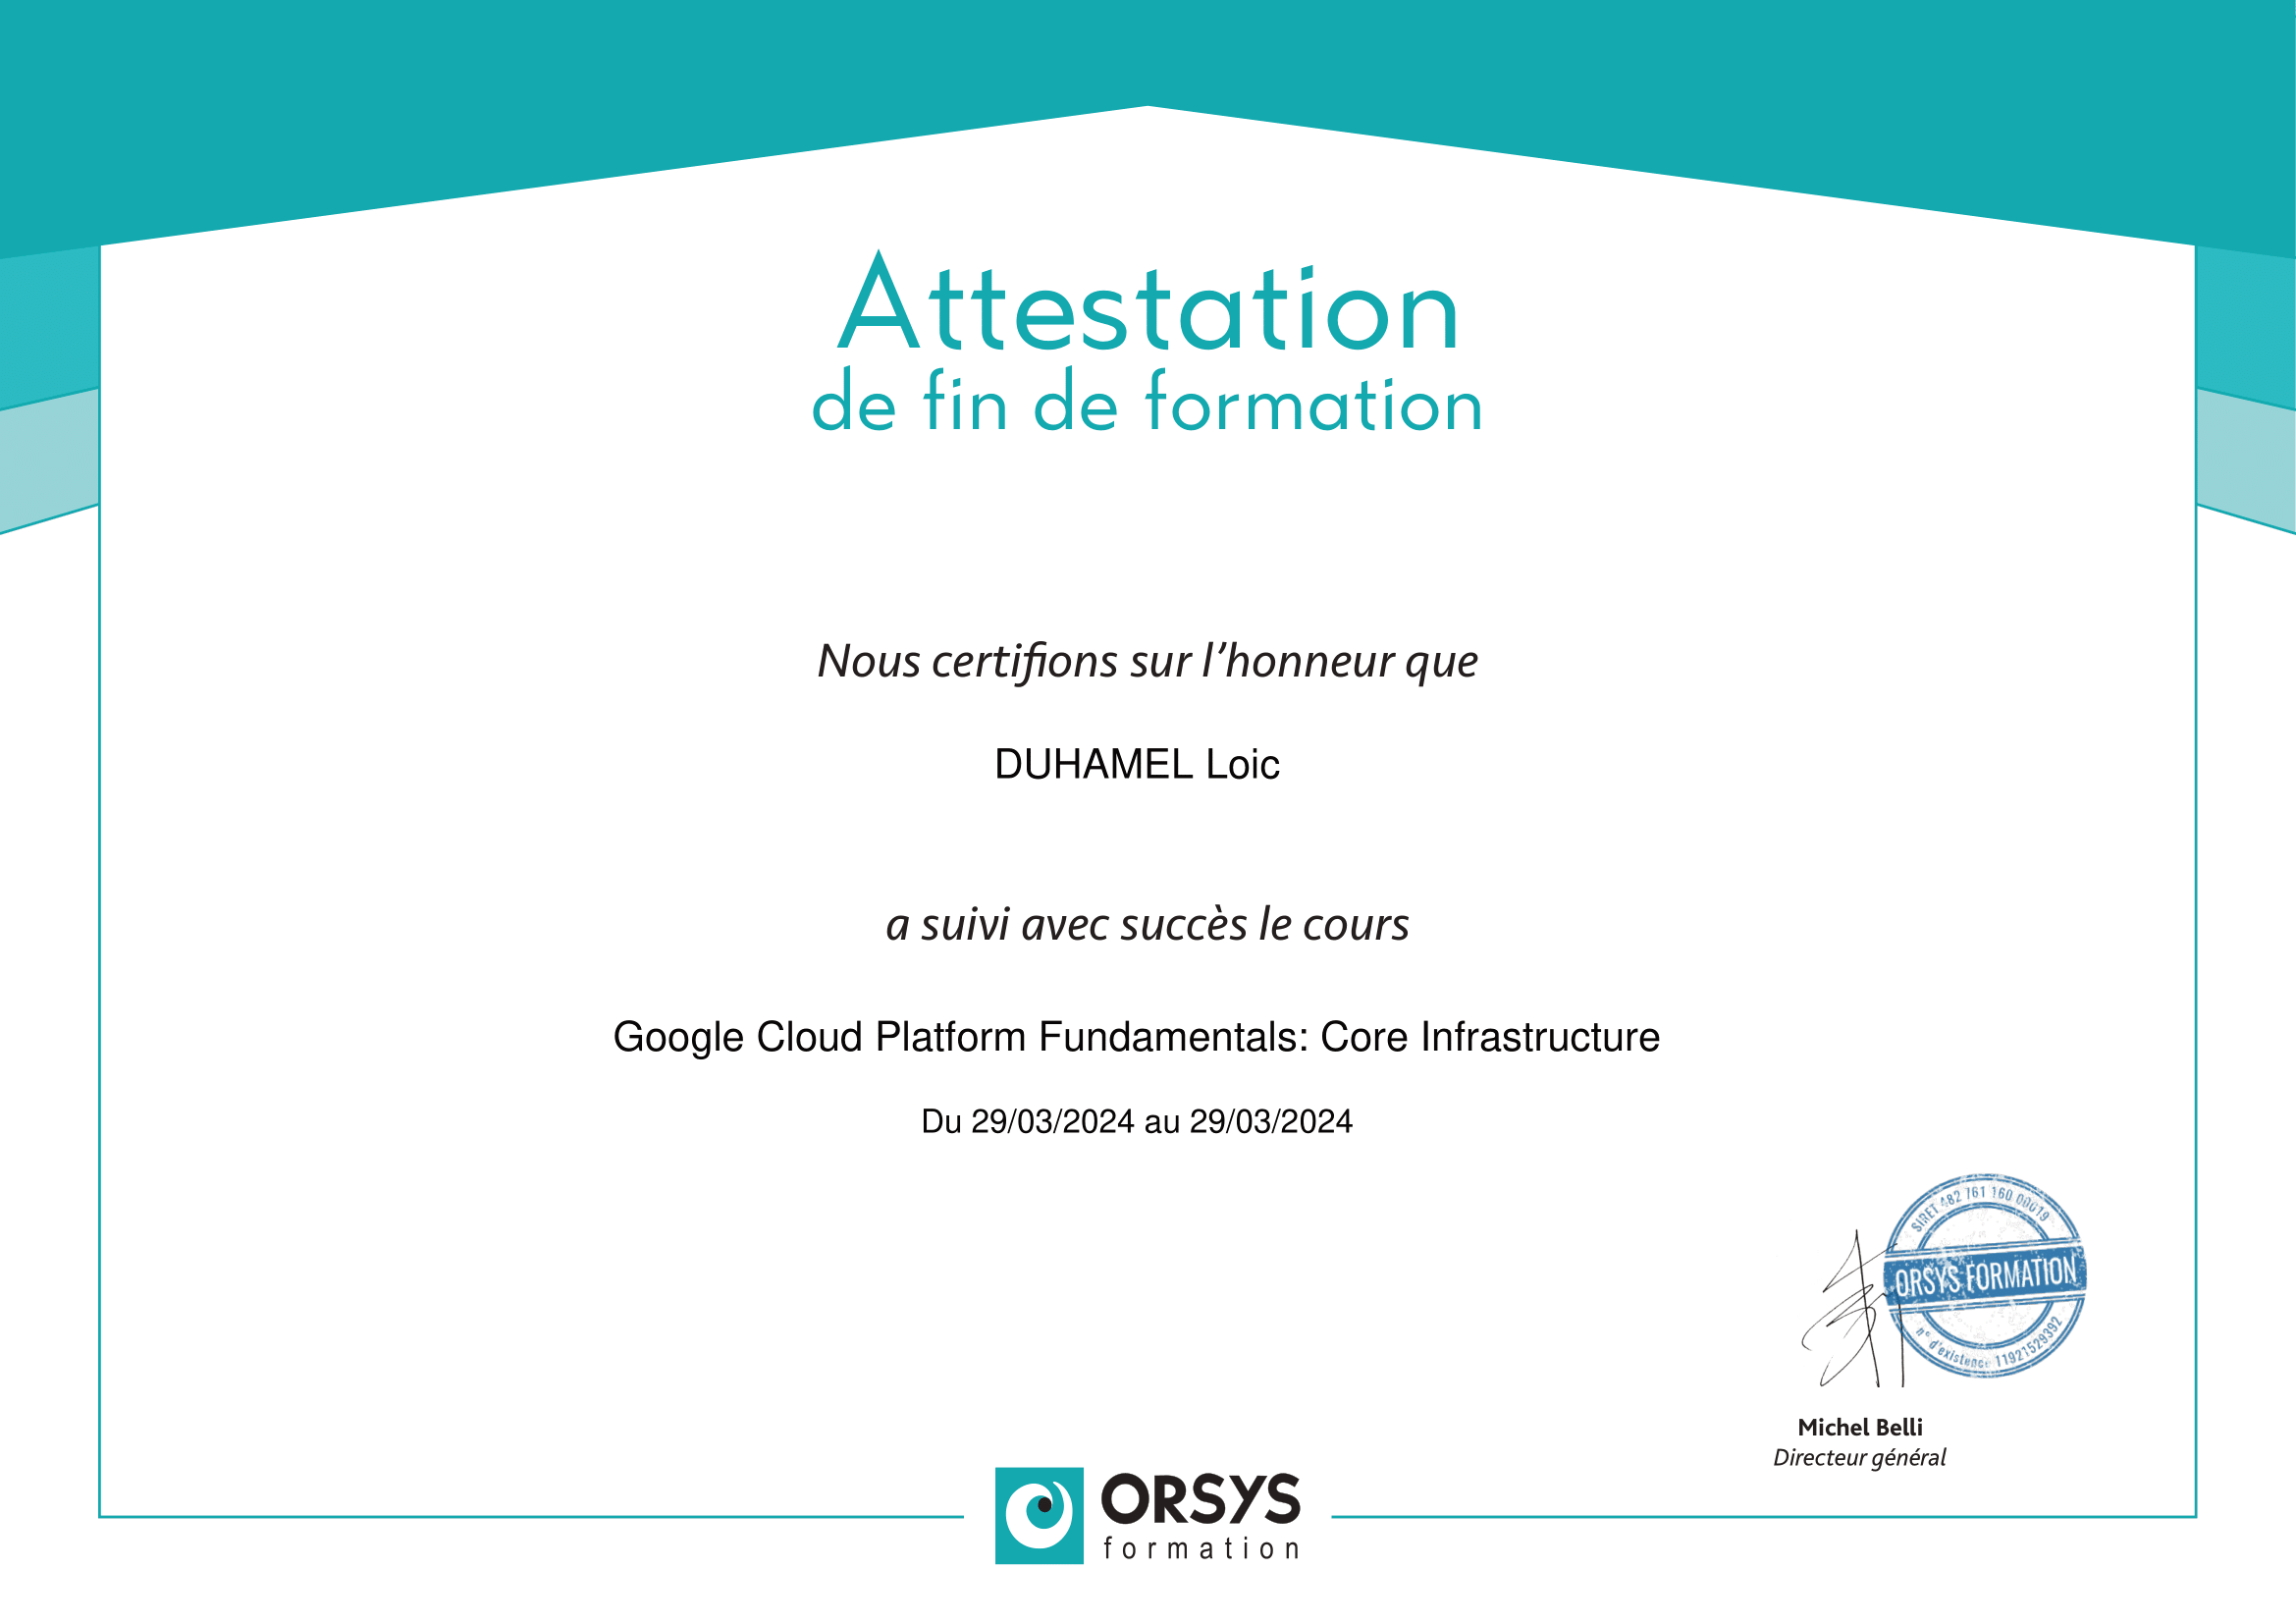 Attestation
de fin de formation
Nous certifions sur l’honneur que
DUHAMEL Loic
a suivi avec succès le cours
Google Cloud Platform Fundamentals: Core Infrastructure
Du 29/03/2024 au 29/03/2024
SIRET 482 761 160 00019
ORSYS FORMATION
n° d'existence 11921529392
Michel Belli
Directeur général
ORSYS
formation